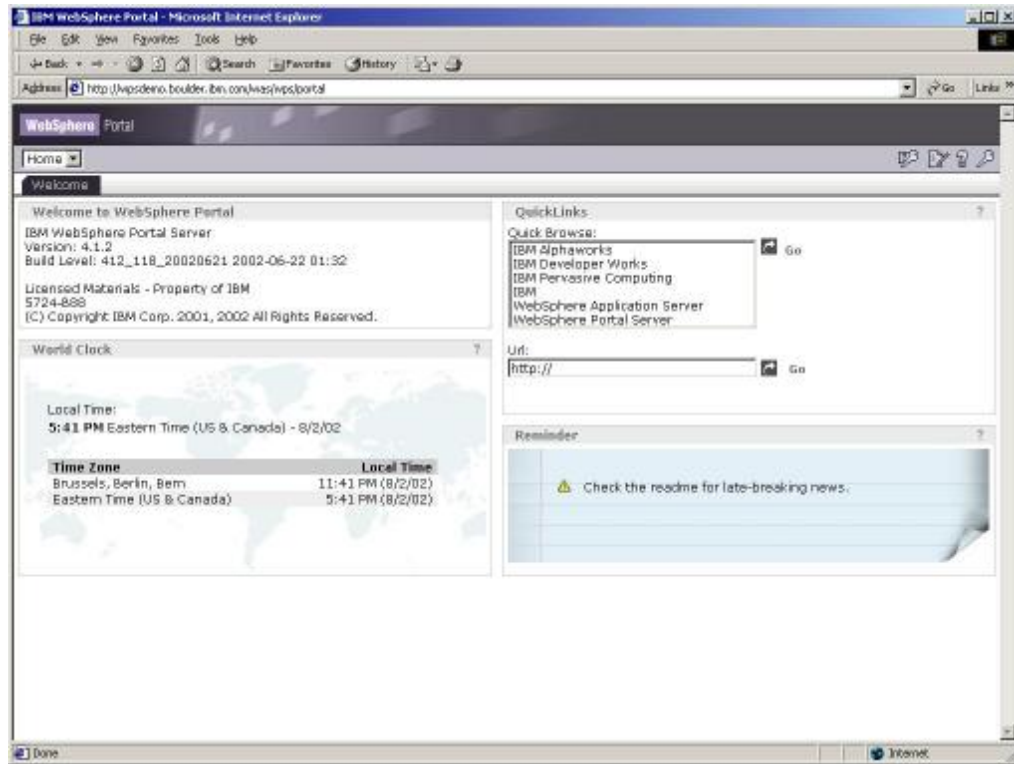 IBM WebSphere Portal - Microsoft Internet Explorer
File Edit View Favorites Tools Help
Back Search Favorites History
Address http://wpsdemo.boulder.ibm.com/was/wps/portal Go Links »
WebSphere Portal
Home
Welcome
Welcome to WebSphere Portal
IBM WebSphere Portal Server
Version: 4.1.2
Build Level: 412_118_20020621 2002-06-22 01:32
Licensed Materials - Property of IBM
5724-B88
(C) Copyright IBM Corp. 2001, 2002 All Rights Reserved.
World Clock ?
Local Time:
5:41 PM Eastern Time (US & Canada) - 8/2/02
Time Zone Local Time
Brussels, Berlin, Bern 11:41 PM (8/2/02)
Eastern Time (US & Canada) 5:41 PM (8/2/02)
QuickLinks ?
Quick Browse:
IBM Alphaworks
IBM Developer Works
IBM Pervasive Computing
IBM
WebSphere Application Server
WebSphere Portal Server
Go
Url:
http:// Go
Reminder ?
Check the readme for late-breaking news.
Done Internet